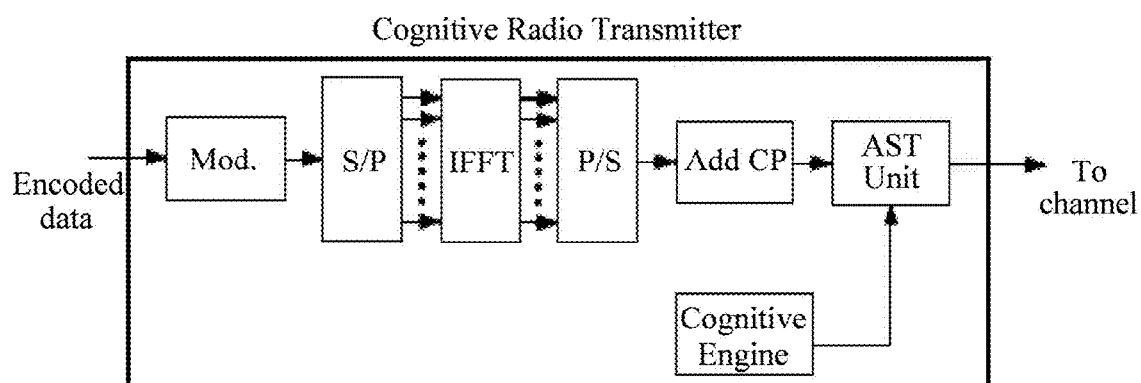 Cognitive Radio Transmitter
Encoded
data
Mod.
S/P
IFFT
P/S
Add CP
AST
Unit
To
channel
Cognitive
Engine